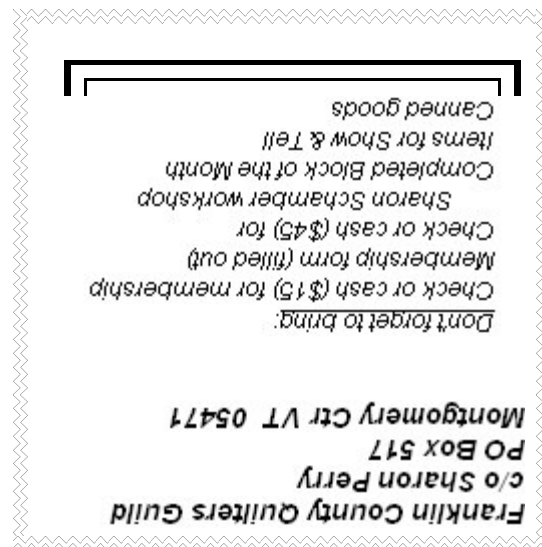 Franklin County Quilters Guild
c/o Sharon Perry
PO Box 517
Montgomery Ctr VT 05471
Don't forget to bring:
Check or cash ($15) for membership
Membership form (filled out)
Check or cash ($45) for
Sharon Schamber workshop
Completed Block of the Month
Items for Show & Tell
Canned goods